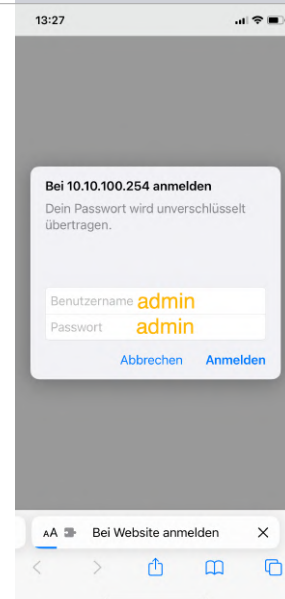 13:27
Bei 10.10.100.254 anmelden
Dein Passwort wird unverschlüsselt
übertragen.
Benutzername admin
Passwort admin
Abbrechen Anmelden
AA Bei Website anmelden